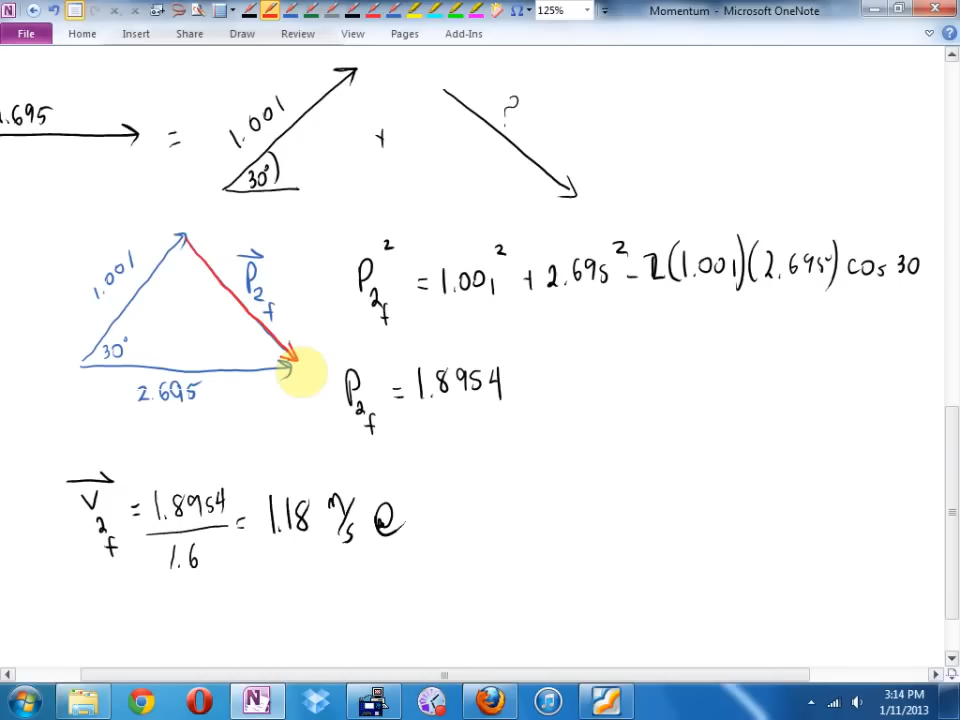 125%
Momentum - Microsoft OneNote
File Home Insert Share Draw Review View Pages Add-Ins
.695 = 1.001 30° + ?
1.001 30° 2.695 P₂f
P₂f² = 1.001² + 2.695² - 2(1.001)(2.695) cos 30
P₂f = 1.8954
V₂f = 1.8954/1.6 = 1.18 m/s @
3:14 PM
1/11/2013